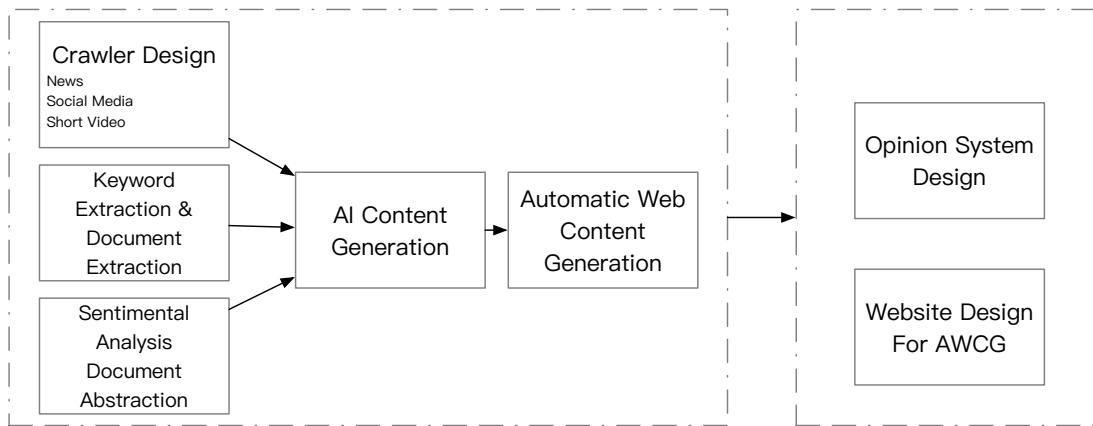 Crawler Design
News
Social Media
Short Video
Keyword
Extraction &
Document
Extraction
Sentimental
Analysis
Document
Abstraction
AI Content
Generation
Automatic Web
Content
Generation
Opinion System
Design
Website Design
For AWCG